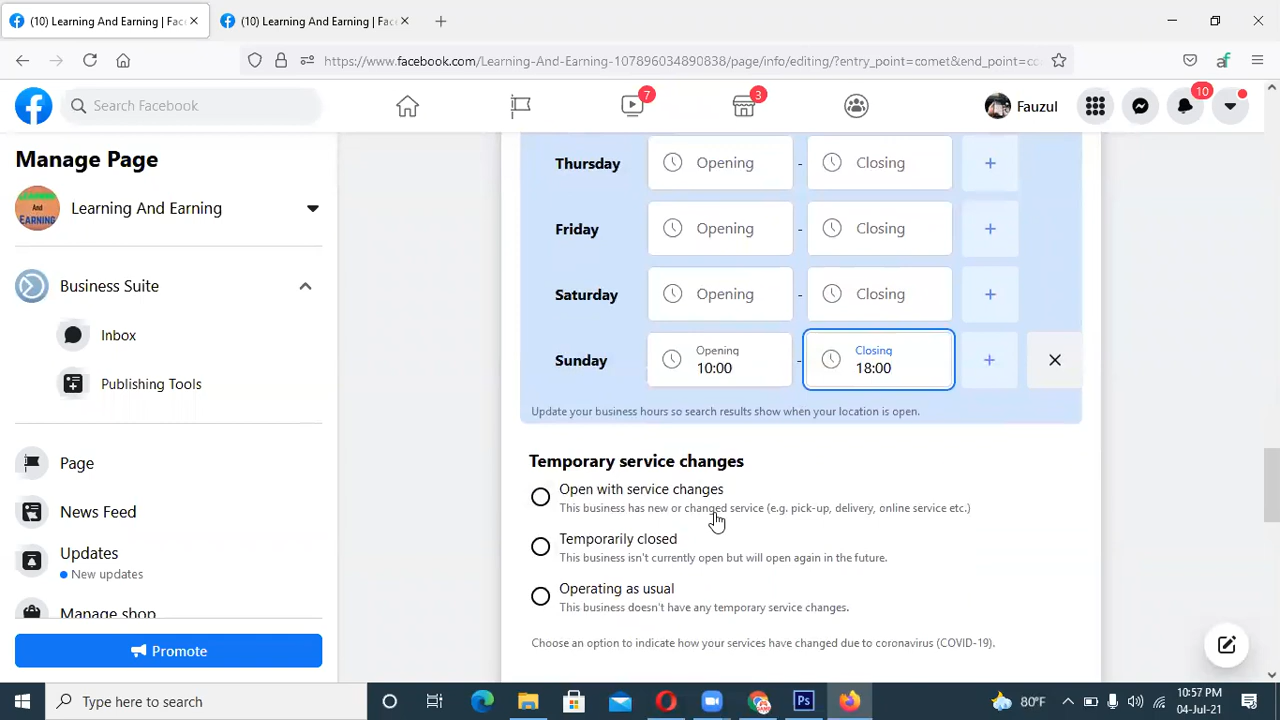 (10) Learning And Earning | Fac
(10) Learning And Earning | Fac
https://www.facebook.com/Learning-And-Earning-107896034890838/page/info/editing/?entry_point=comet&end_point=co
Search Facebook
7
3
Fauzul
10
Manage Page
Learning And Earning
And
EARNING
Business Suite
Inbox
Publishing Tools
Page
News Feed
Updates
New updates
Manage shop
Promote
Thursday
Opening
-
Closing
+
Friday
Opening
-
Closing
+
Saturday
Opening
-
Closing
+
Sunday
Opening
10:00
-
Closing
18:00
+
Update your business hours so search results show when your location is open.
Temporary service changes
Open with service changes
This business has new or changed service (e.g. pick-up, delivery, online service etc.)
Temporarily closed
This business isn't currently open but will open again in the future.
Operating as usual
This business doesn't have any temporary service changes.
Choose an option to indicate how your services have changed due to coronavirus (COVID-19).
Type here to search
Ps
80°F
10:57 PM
04-Jul-21